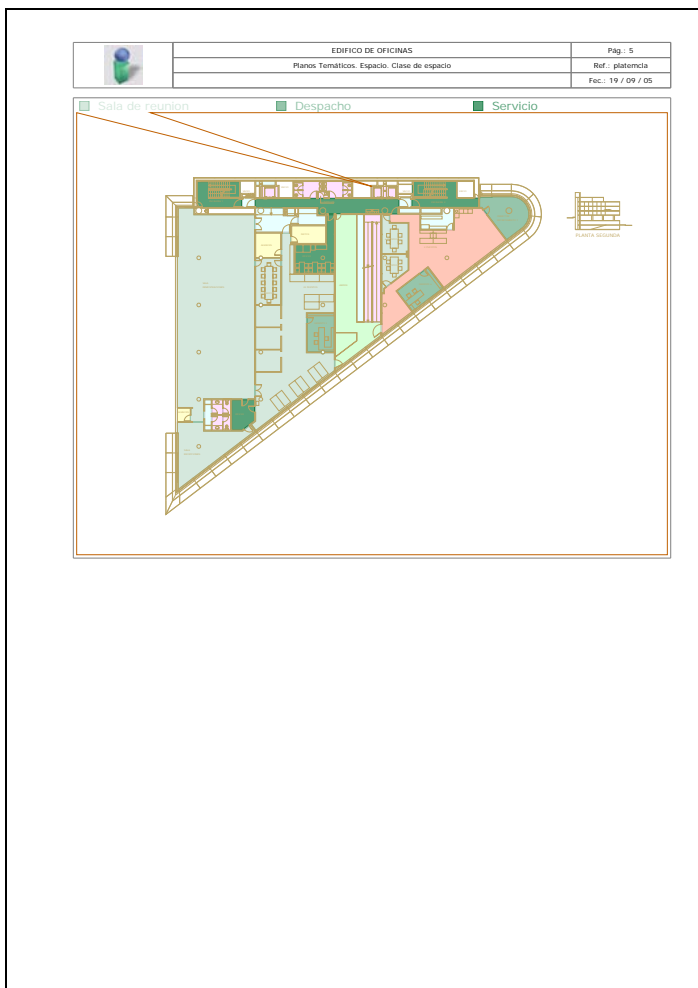 EDIFICO DE OFICINAS
Pág.: 5
Planos Temáticos. Espacio. Clase de espacio
Ref.: platemcla
Fec.: 19 / 09 / 05
Sala de reunion
Despacho
Servicio
PLANTA SEGUNDA